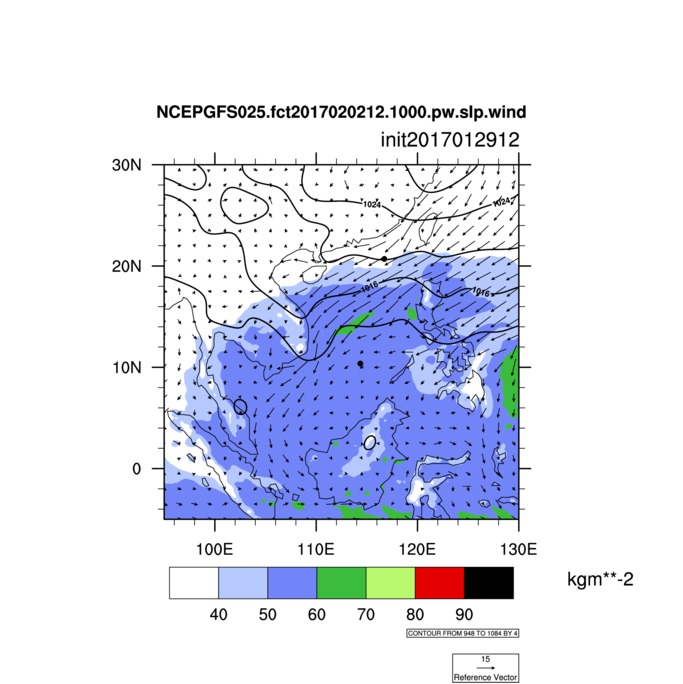 NCEPGFS025.fct2017020212.1000.pw.slp.wind
init2017012912
30N
1024
1024
20N
1016
1016
10N
0
100E 110E 120E 130E
kgm**-2
40 50 60 70 80 90
CONTOUR FROM 948 TO 1084 BY 4
15
Reference Vector